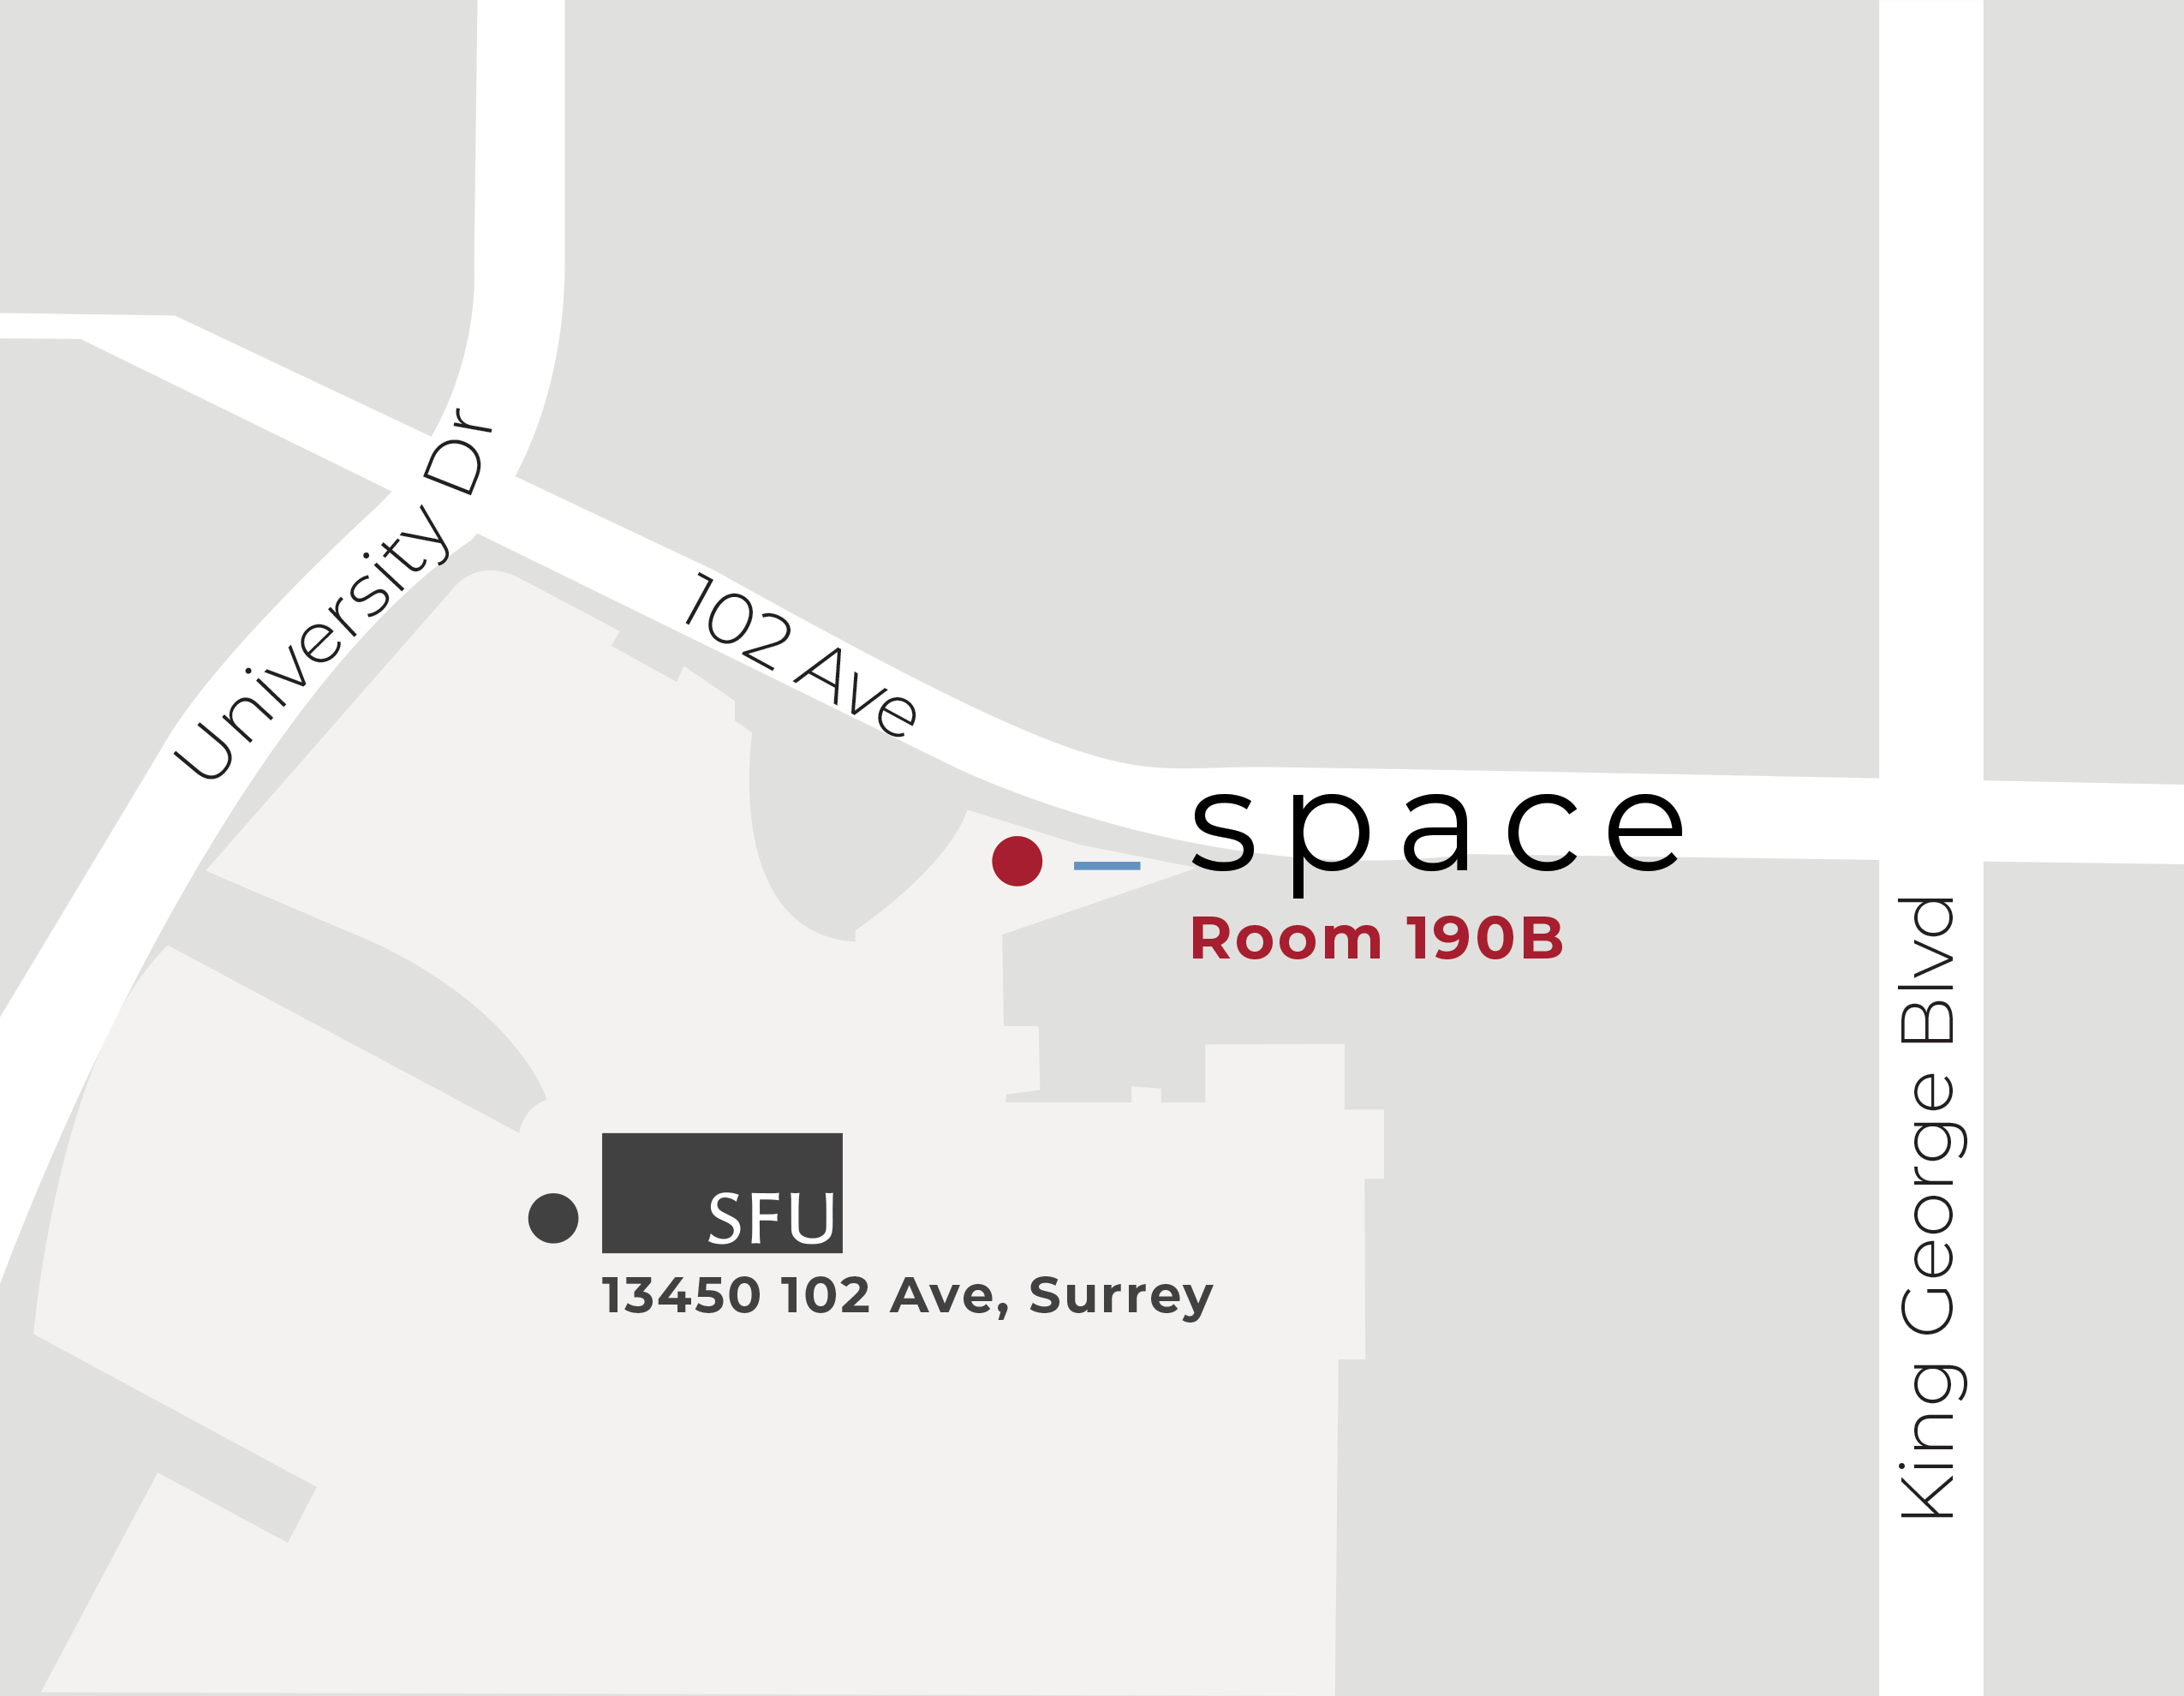 University Dr
102 Ave
space
Room 190B
King George Blvd
SFU
13450 102 Ave, Surrey